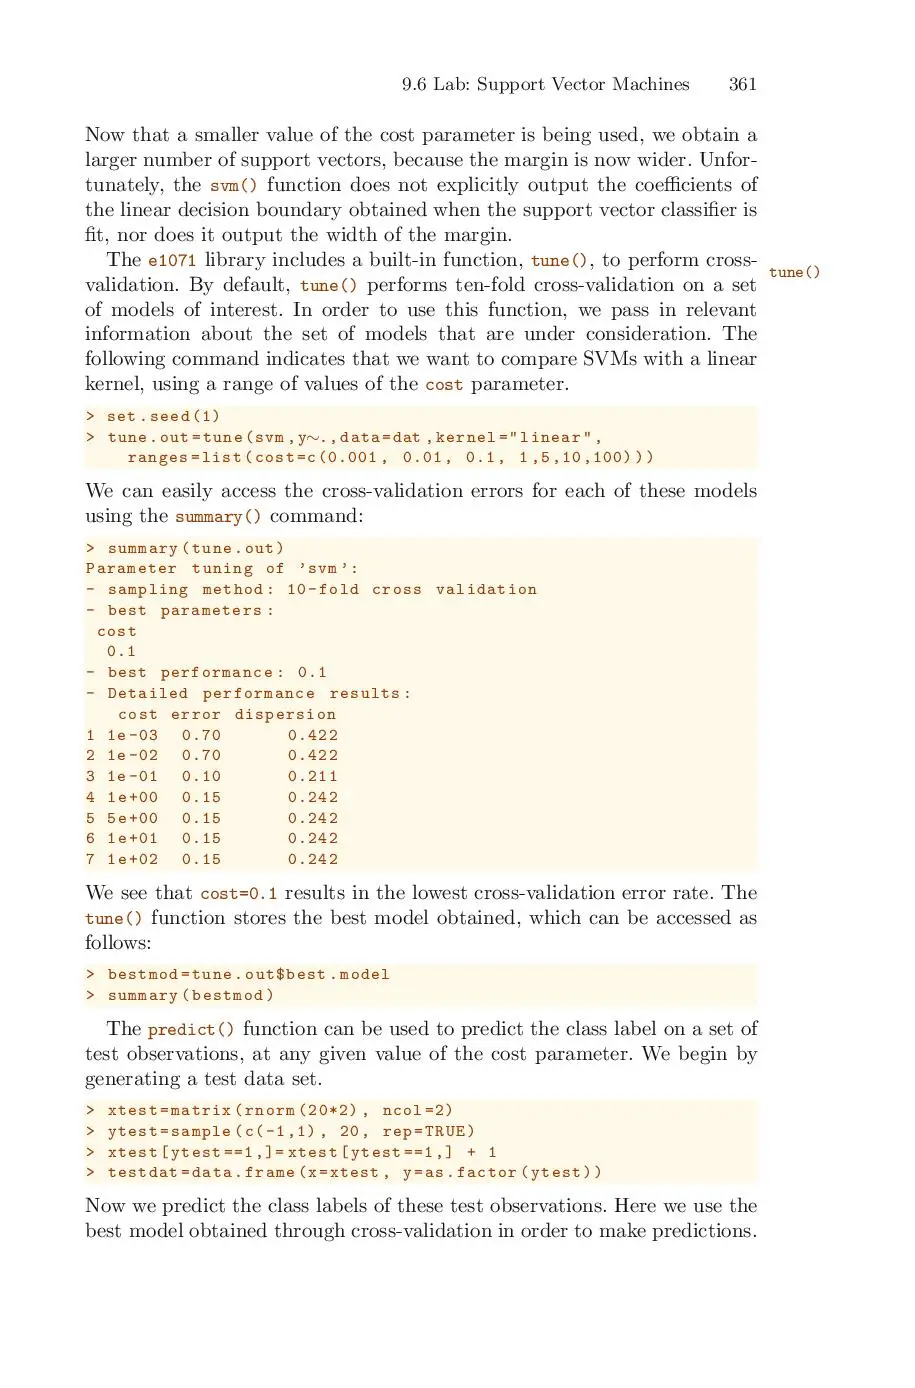 9.6 Lab: Support Vector Machines 361
Now that a smaller value of the cost parameter is being used, we obtain a
larger number of support vectors, because the margin is now wider. Unfor-
tunately, the svm() function does not explicitly output the coefficients of
the linear decision boundary obtained when the support vector classifier is
fit, nor does it output the width of the margin.
The e1071 library includes a built-in function, tune(), to perform cross-
tune()
validation. By default, tune() performs ten-fold cross-validation on a set
of models of interest. In order to use this function, we pass in relevant
information about the set of models that are under consideration. The
following command indicates that we want to compare SVMs with a linear
kernel, using a range of values of the cost parameter.
> set.seed(1)
> tune.out=tune(svm,y∼.,data=dat,kernel="linear",
ranges=list(cost=c(0.001, 0.01, 0.1, 1,5,10,100)))
We can easily access the cross-validation errors for each of these models
using the summary() command:
> summary(tune.out)
Parameter tuning of ’svm’:
- sampling method: 10-fold cross validation
- best parameters:
cost
0.1
- best performance: 0.1
- Detailed performance results:
cost error dispersion
1 1e-03 0.70 0.422
2 1e-02 0.70 0.422
3 1e-01 0.10 0.211
4 1e+00 0.15 0.242
5 5e+00 0.15 0.242
6 1e+01 0.15 0.242
7 1e+02 0.15 0.242
We see that cost=0.1 results in the lowest cross-validation error rate. The
tune() function stores the best model obtained, which can be accessed as
follows:
> bestmod=tune.out$best.model
> summary(bestmod)
The predict() function can be used to predict the class label on a set of
test observations, at any given value of the cost parameter. We begin by
generating a test data set.
> xtest=matrix(rnorm(20*2), ncol=2)
> ytest=sample(c(-1,1), 20, rep=TRUE)
> xtest[ytest==1,]=xtest[ytest==1,] + 1
> testdat=data.frame(x=xtest, y=as.factor(ytest))
Now we predict the class labels of these test observations. Here we use the
best model obtained through cross-validation in order to make predictions.